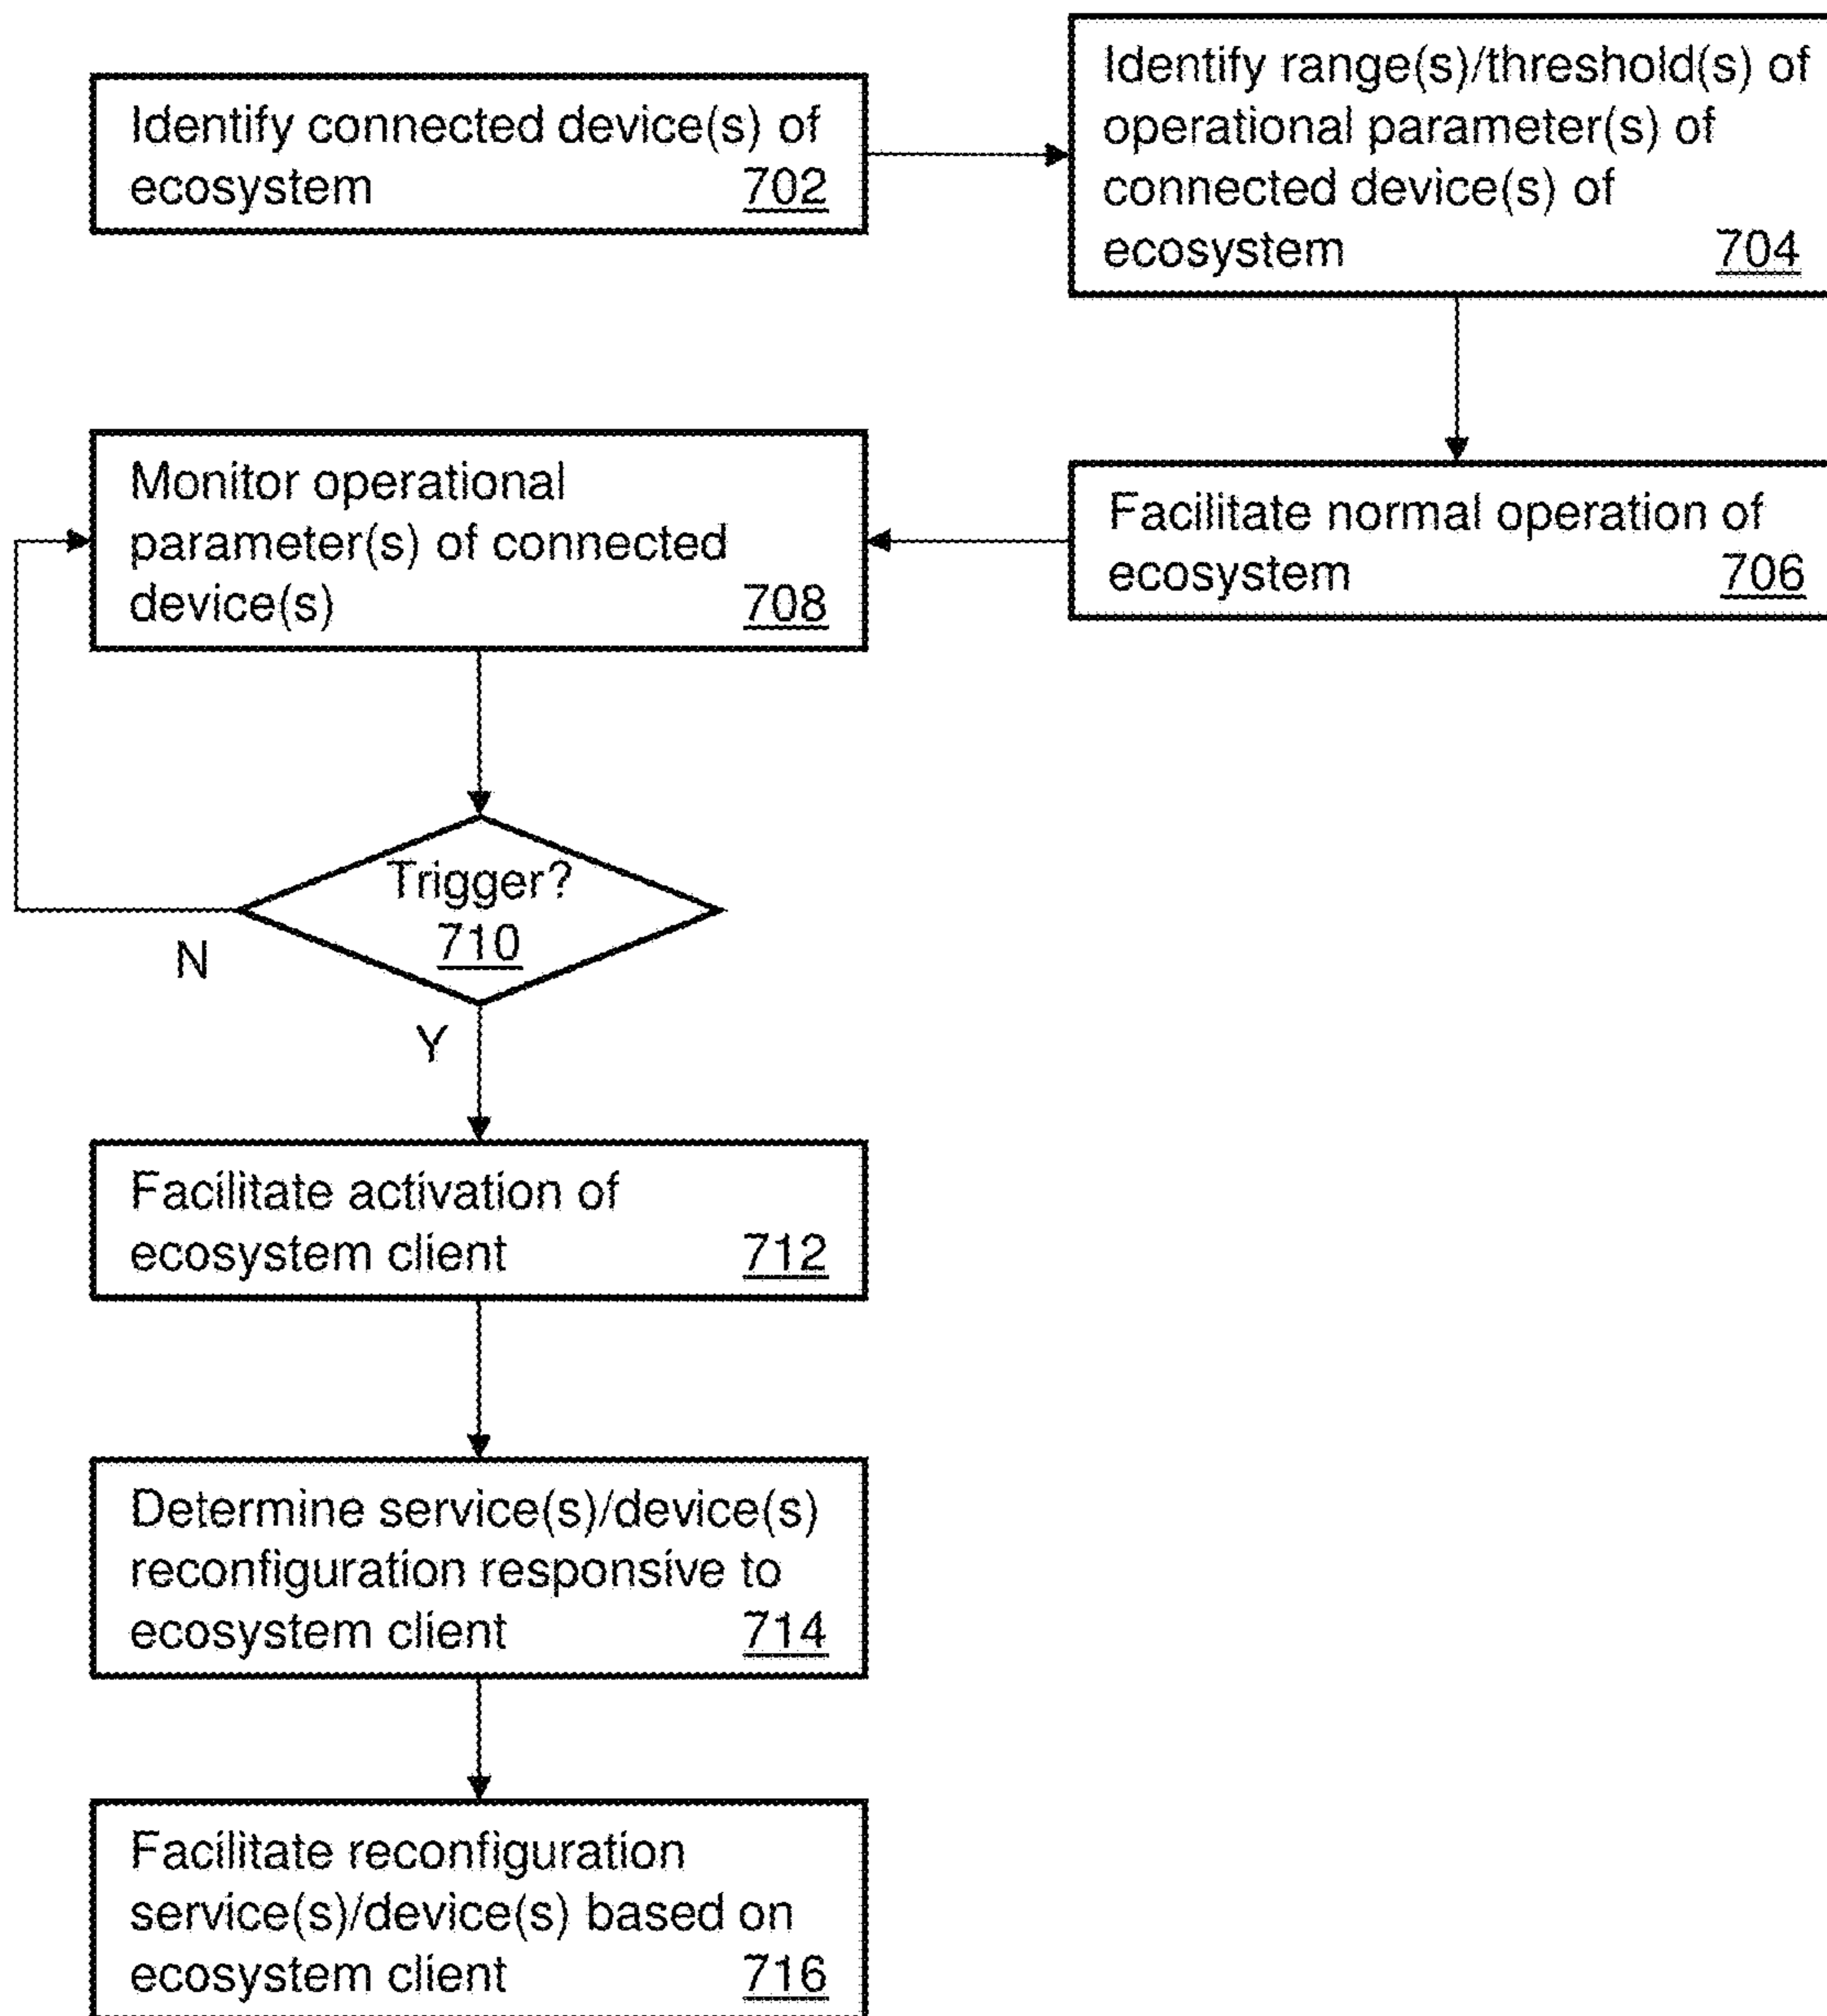 Identify connected device(s) of
ecosystem 702
Identify range(s)/threshold(s) of
operational parameter(s) of
connected device(s) of
ecosystem 704
Facilitate normal operation of
ecosystem 706
Monitor operational
parameter(s) of connected
device(s) 708
Trigger?
710
N
Y
Facilitate activation of
ecosystem client 712
Determine service(s)/device(s)
reconfiguration responsive to
ecosystem client 714
Facilitate reconfiguration
service(s)/device(s) based on
ecosystem client 716